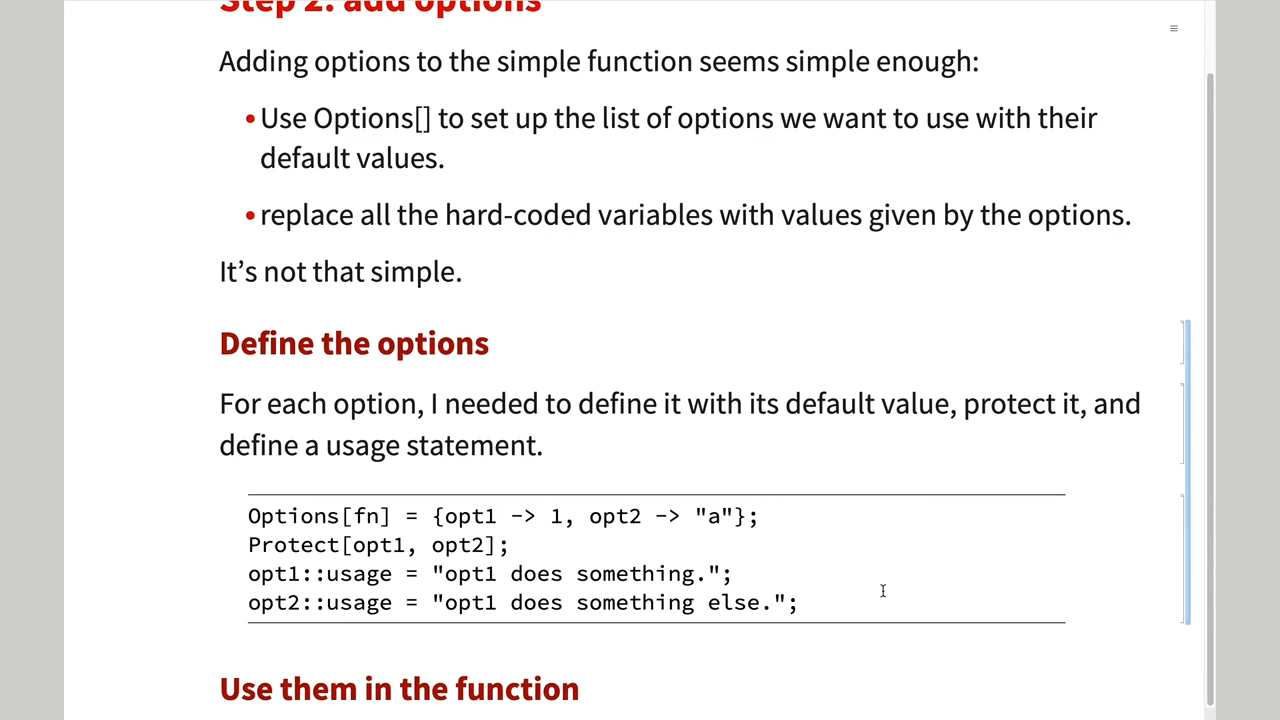 Step 2: add options
Adding options to the simple function seems simple enough:
• Use Options[] to set up the list of options we want to use with their
default values.
• replace all the hard-coded variables with values given by the options.
It’s not that simple.
Define the options
For each option, I needed to define it with its default value, protect it, and
define a usage statement.
Options[fn] = {opt1 -> 1, opt2 -> "a"};
Protect[opt1, opt2];
opt1::usage = "opt1 does something.";
opt2::usage = "opt1 does something else.";
Use them in the function